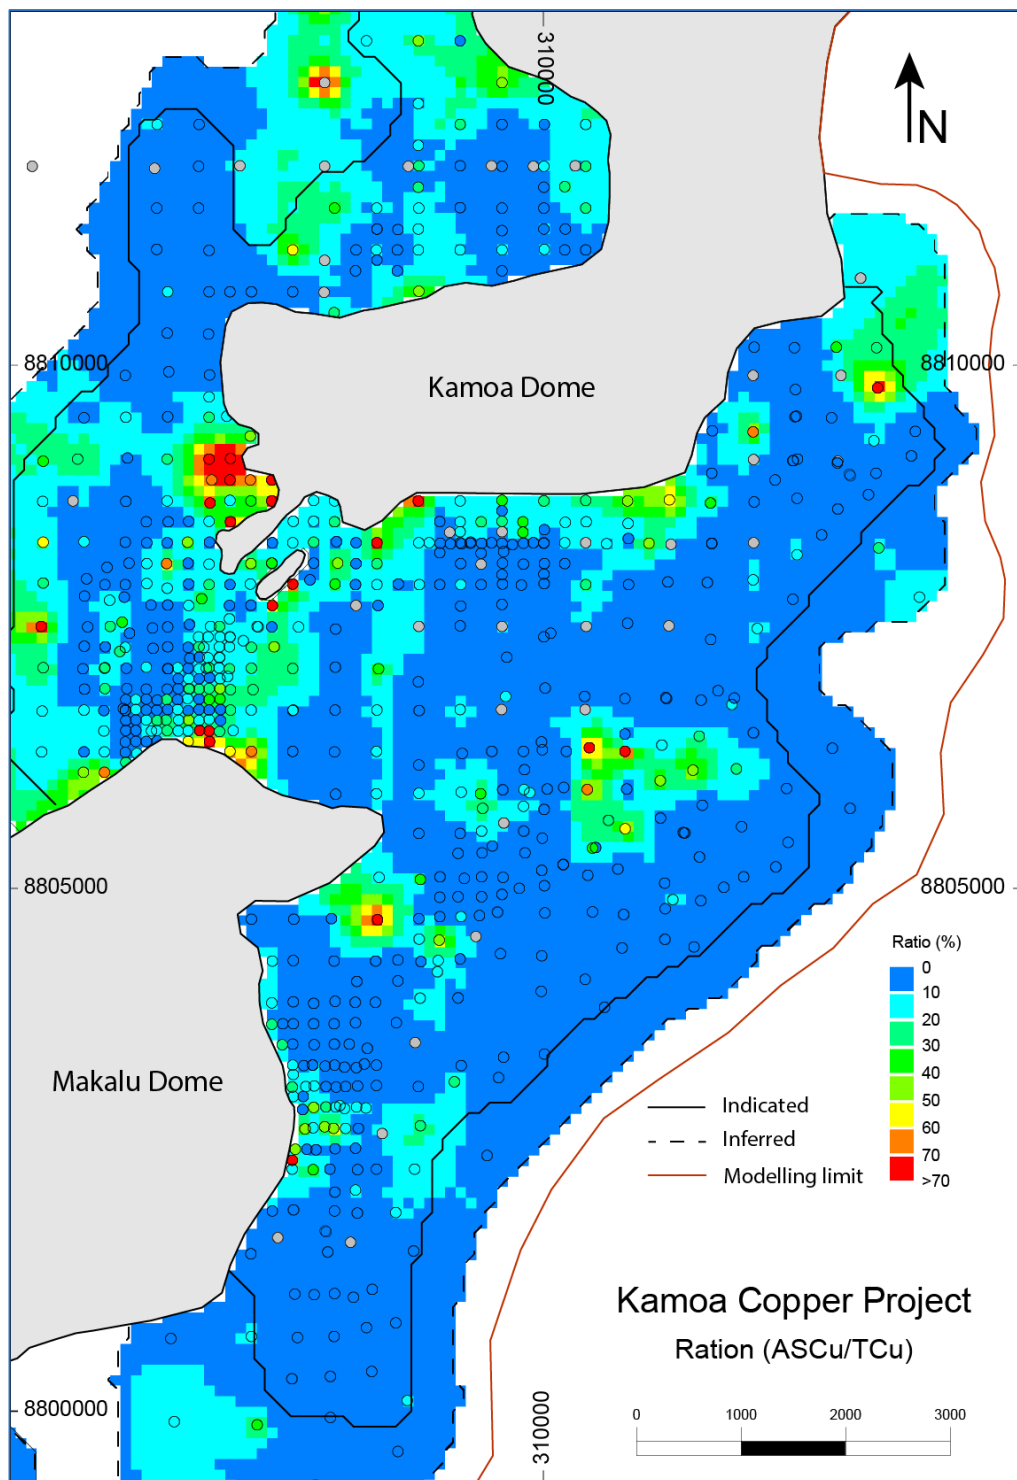 310000
N
8810000
8810000
Kamoa Dome
8805000
8805000
Ratio (%)
0
10
20
30
40
50
60
70
>70
Makalu Dome
Indicated
Inferred
Modelling limit
Kamoa Copper Project
Ration (ASCu/TCu)
8800000
310000
0
1000
2000
3000